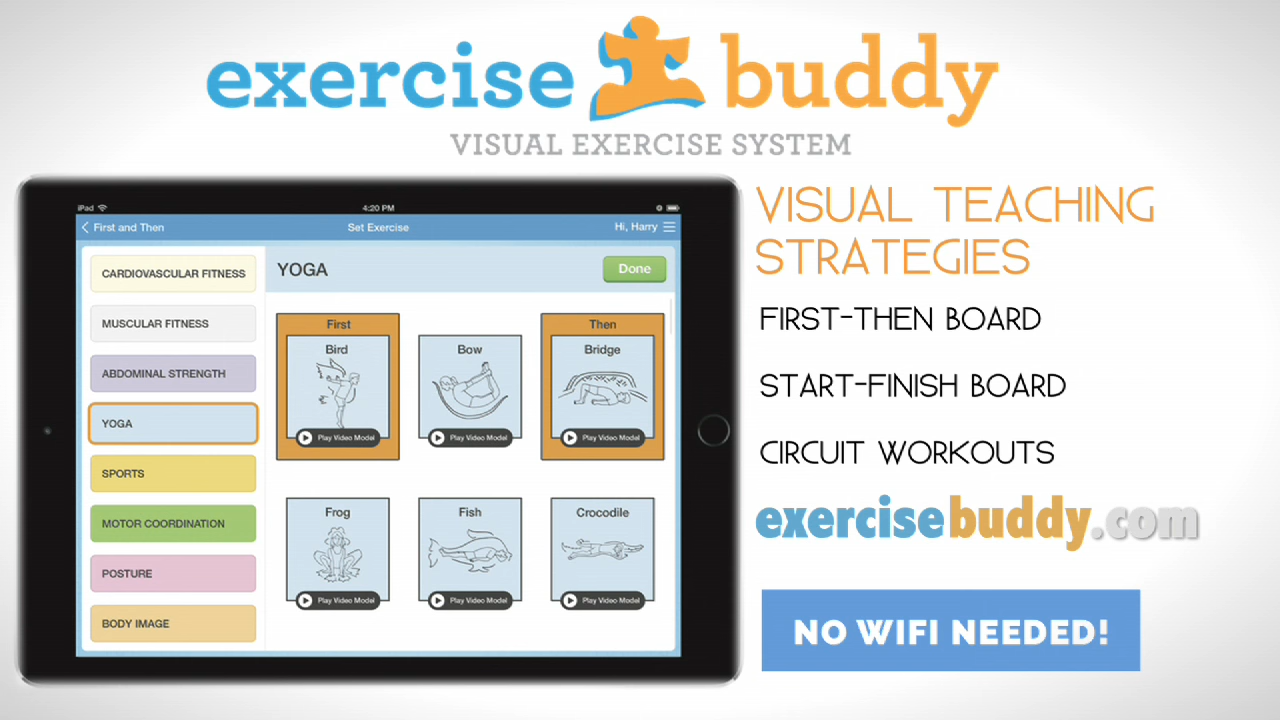 exercise buddy
VISUAL EXERCISE SYSTEM
iPad
4:20 PM
First and Then
Set Exercise
Hi, Harry
CARDIOVASCULAR FITNESS
MUSCULAR FITNESS
ABDOMINAL STRENGTH
YOGA
SPORTS
MOTOR COORDINATION
POSTURE
BODY IMAGE
YOGA
Done
First
Bird
Play Video Model
Bow
Play Video Model
Then
Bridge
Play Video Model
Frog
Play Video Model
Fish
Play Video Model
Crocodile
Play Video Model
VISUAL TEACHING
STRATEGIES
FIRST-THEN BOARD
START-FINISH BOARD
CIRCUIT WORKOUTS
exercisebuddy.com
NO WIFI NEEDED!